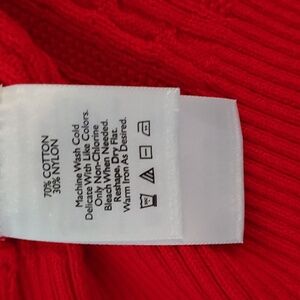 70% COTTON
30% NYLON
Machine Wash Cold
Delicate With Like Colors.
Only Non-Chlorine
Bleach When Needed.
Reshape, Dry Flat.
Warm Iron As Desired.